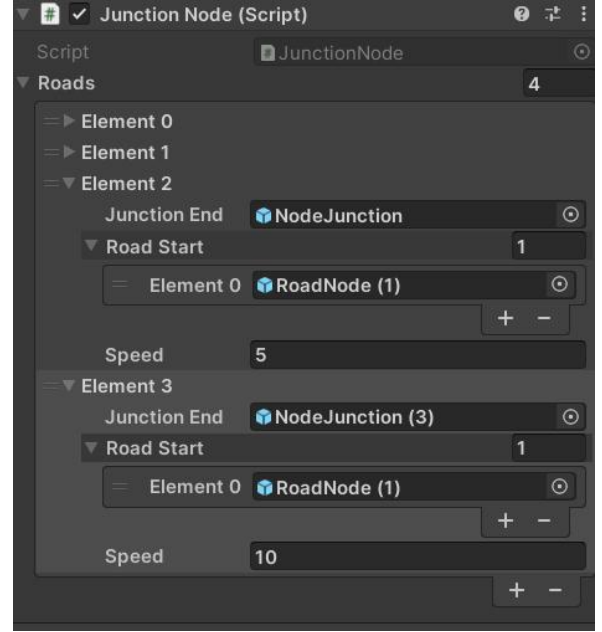 Junction Node (Script)
Script JunctionNode
Roads 4
Element 0
Element 1
Element 2
Junction End NodeJunction
Road Start 1
Element 0 RoadNode (1)
+ −
Speed 5
Element 3
Junction End NodeJunction (3)
Road Start 1
Element 0 RoadNode (1)
+ −
Speed 10
+ −